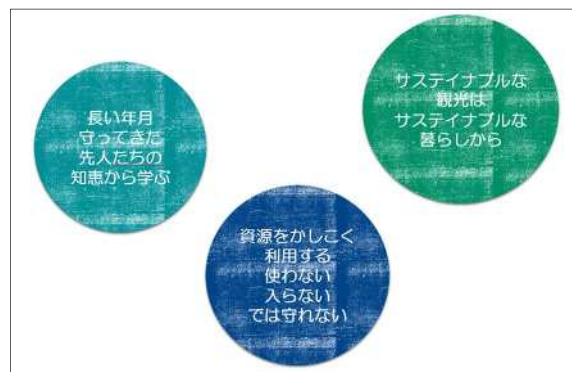 長い年月
守ってきた
先人たちの
知恵から学ぶ
サステイナブルな
観光は
サステイナブルな
暮らしから
資源をかしこく
利用する
使わない
入らない
では守れない